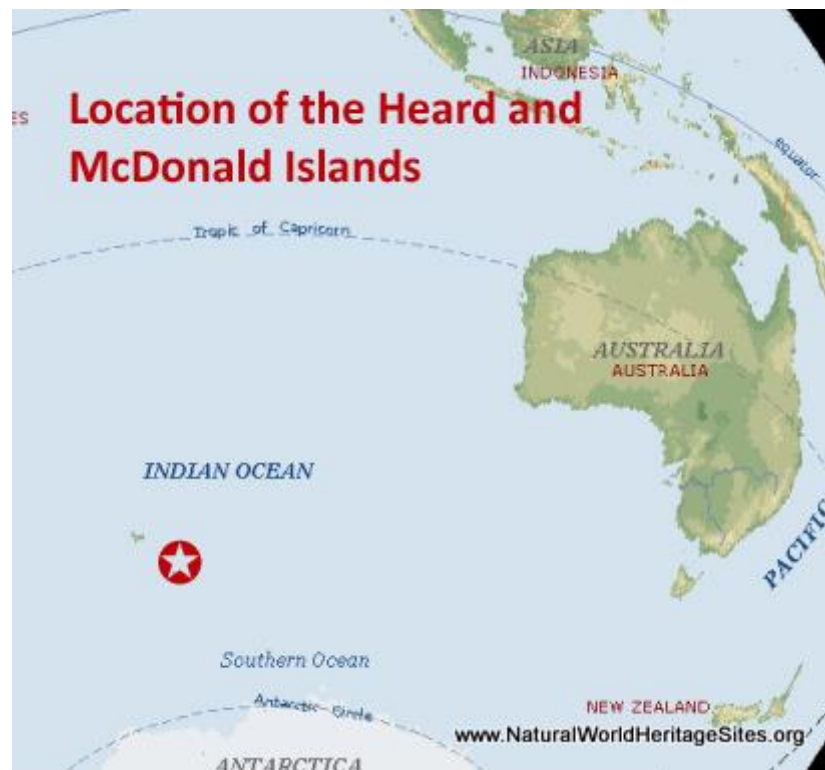 ASIA
INDONESIA
ES
Location of the Heard and
McDonald Islands
equator
Tropic of Capricorn
AUSTRALIA
AUSTRALIA
INDIAN OCEAN
PACIFIC
Southern Ocean
Antarctic Circle
NEW ZEALAND
www.NaturalWorldHeritageSites.org
ANTARCTICA